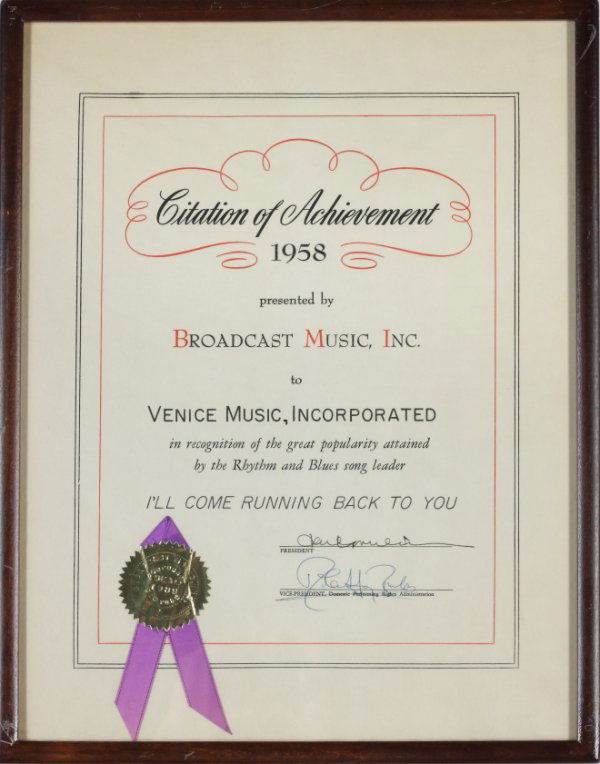 Citation of Achievement
1958
presented by
BROADCAST MUSIC, INC.
to
VENICE MUSIC, INCORPORATED
in recognition of the great popularity attained
by the Rhythm and Blues song leader
I'LL COME RUNNING BACK TO YOU
PRESIDENT
VICE-PRESIDENT, Domestic Performing Rights Administration